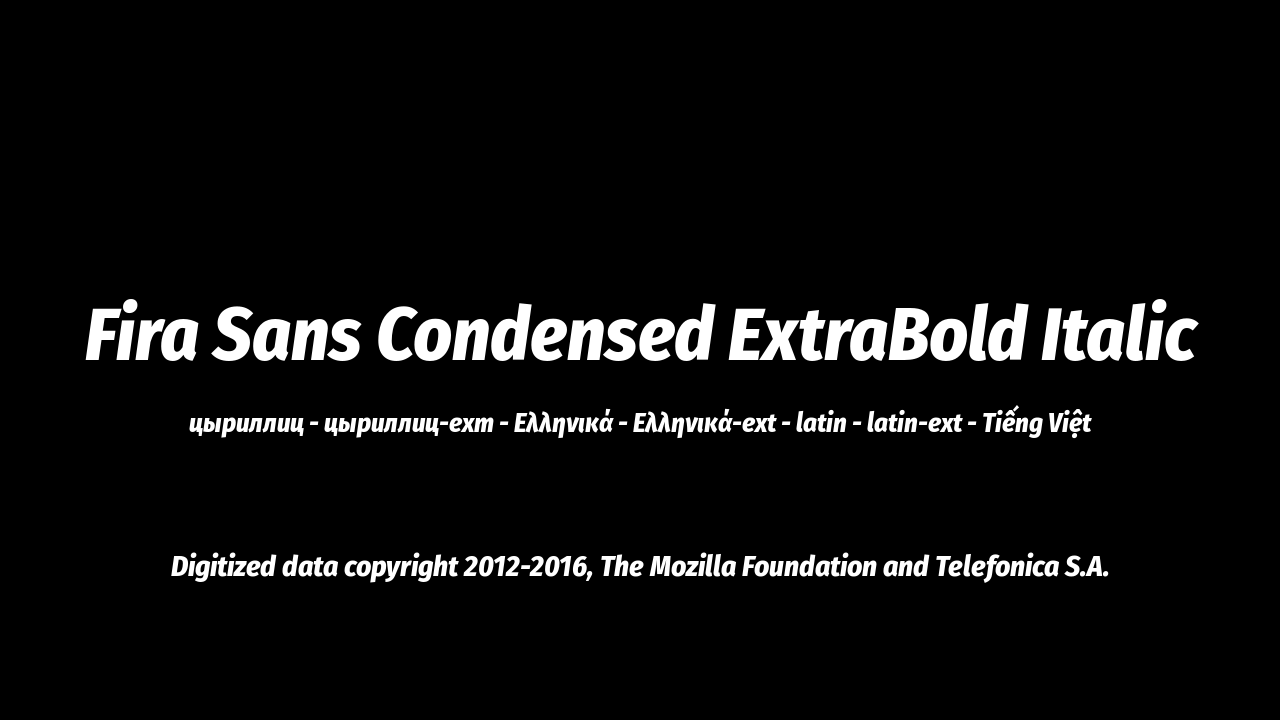 Fira Sans Condensed ExtraBold Italic
цыриллиц - цыриллиц-ext - Ελληνικά - Ελληνικά-ext - latin - latin-ext - Tiếng Việt
Digitized data copyright 2012-2016, The Mozilla Foundation and Telefonica S.A.